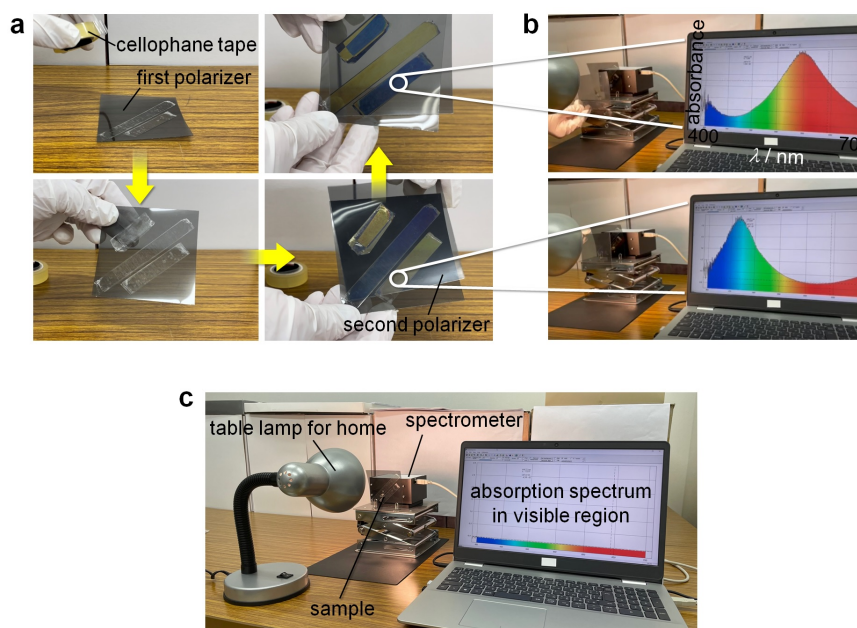 a
cellophane tape
first polarizer
second polarizer
b
absorbance
400
70
λ / nm
c
table lamp for home
spectrometer
absorption spectrum
in visible region
sample